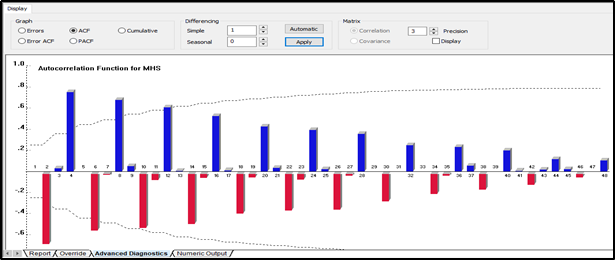 Display
Graph
Errors
ACF
Cumulative
Error ACF
PACF
Differencing
Simple
1
Automatic
Seasonal
0
Apply
Matrix
Correlation
3
Precision
Covariance
Display
Autocorrelation Function for MHS
1.0
.8
.6
.4
.2
1 2 3 4 5 6 7 8 9 10 11 12 13 14 15 16 17 18 19 20 21 22 23 24 25 26 27 28 29 30 31 32 33 34 35 36 37 38 39 40 41 42 43 44 45 46 47 48
-.2
-.4
-.6
Report
Override
Advanced Diagnostics
Numeric Output